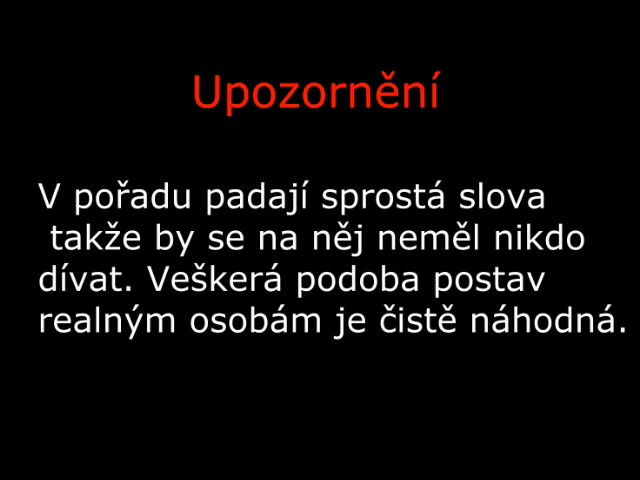 Upozornění
V pořadu padají sprostá slova
takže by se na něj neměl nikdo
dívat. Veškerá podoba postav
realným osobám je čistě náhodná.